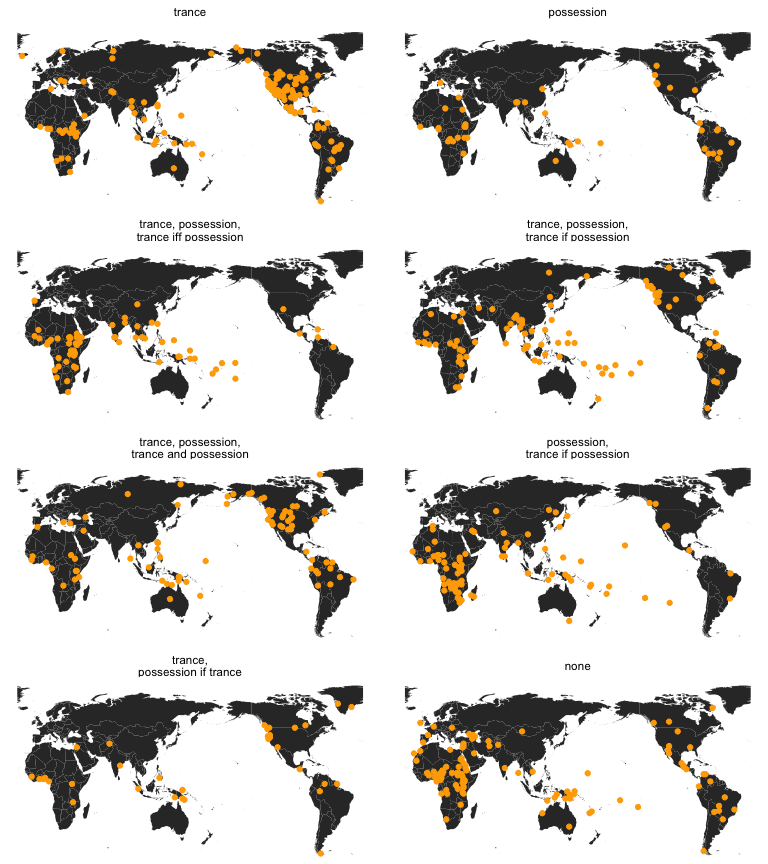 trance
possession
trance, possession,
trance iff possession
trance, possession,
trance if possession
trance, possession,
trance and possession
possession,
trance if possession
trance,
possession if trance
none